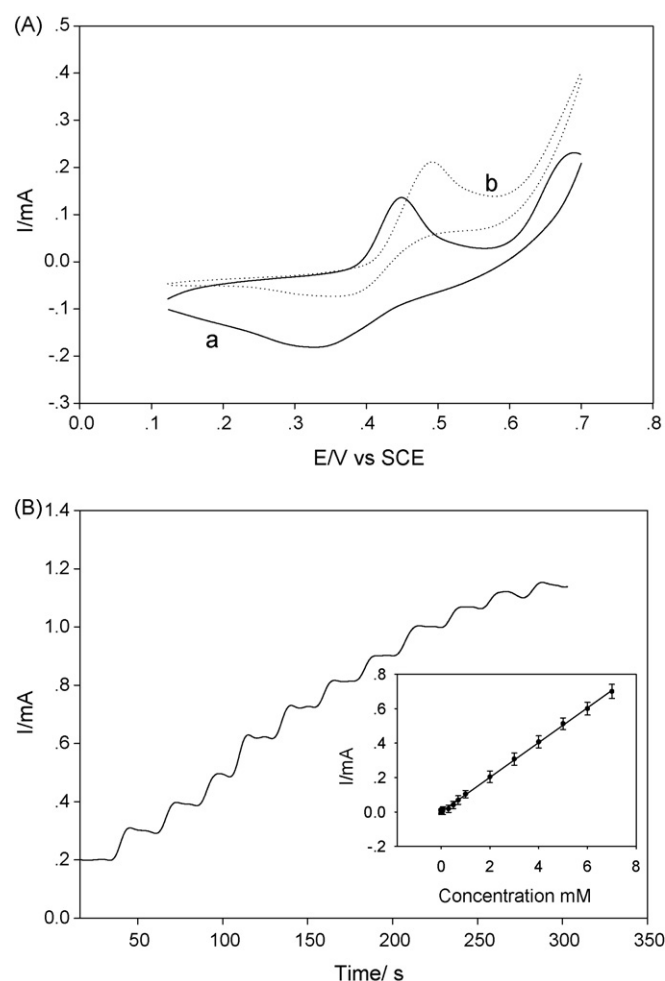 (A)
.5
.4
.3
.2
.1
0.0
-.1
-.2
-.3
I/mA
a
b
0.0 .1 .2 .3 .4 .5 .6 .7 .8
E/V vs SCE
(B)
1.4
1.2
1.0
.8
.6
.4
.2
0.0
I/mA
50 100 150 200 250 300 350
Time/ s
.8
.6
.4
.2
0.0
-.2
I/mA
0 2 4 6 8
Concentration mM